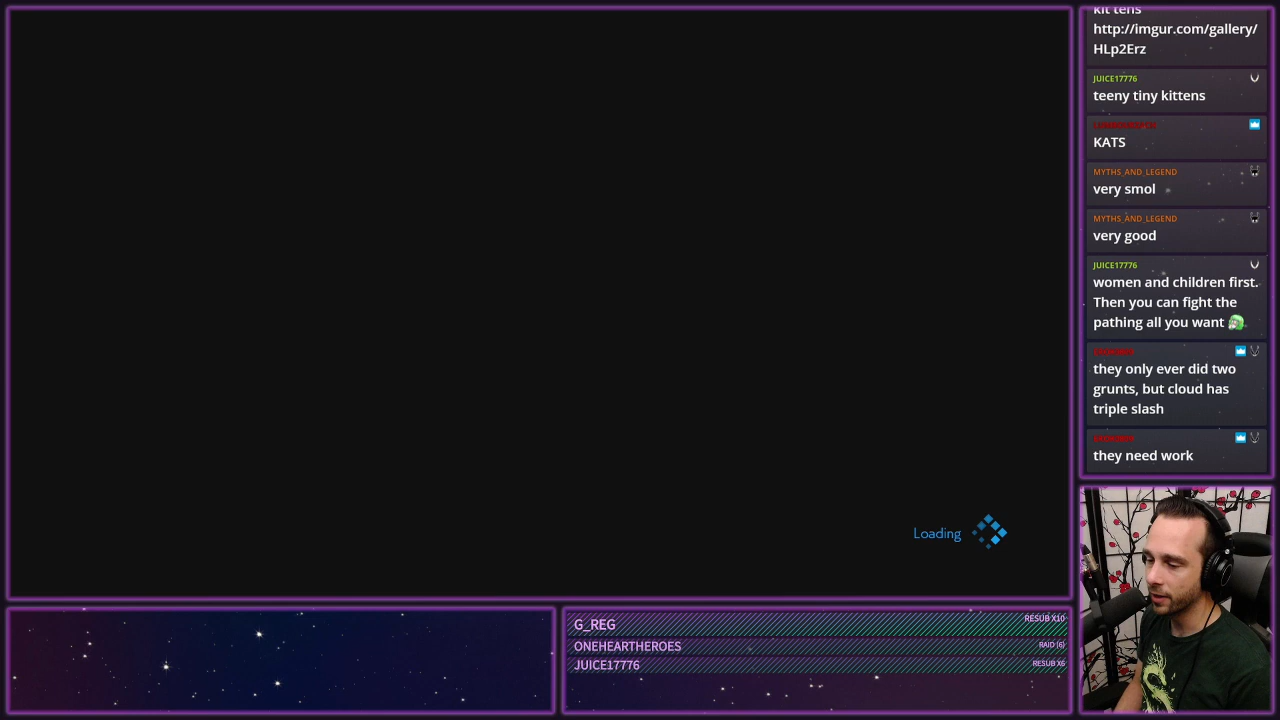 kit tens
http://imgur.com/gallery/
HLp2Erz
JUICE17776
teeny tiny kittens
KATS
MYTHS_AND_LEGEND
very smol
MYTHS_AND_LEGEND
very good
JUICE17776
women and children first.
Then you can fight the
pathing all you want
they only ever did two
grunts, but cloud has
triple slash
they need work
Loading
G_REG
RESUB X10
ONEHEARTHEROES
RAID (6)
JUICE17776
RESUB X6